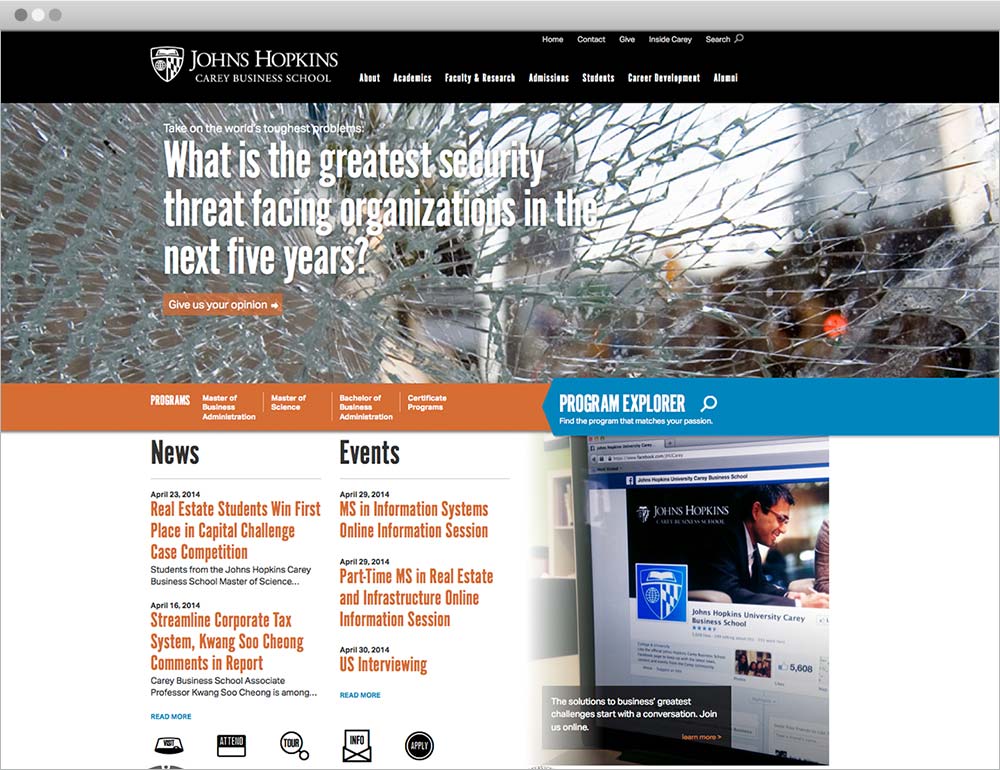 Home Contact Give Inside Carey Search
JOHNS HOPKINS
CAREY BUSINESS SCHOOL
About Academics Faculty & Research Admissions Students Career Development Alumni
Take on the world's toughest problems:
What is the greatest security
threat facing organizations in the
next five years?
Give us your opinion
PROGRAMS
Master of
Business
Administration
Master of
Science
Bachelor of
Business
Administration
Certificate
Programs
PROGRAM EXPLORER
Find the program that matches your passion.
News
April 23, 2014
Real Estate Students Win First
Place in Capital Challenge
Case Competition
Students from the Johns Hopkins Carey
Business School Master of Science...
April 16, 2014
Streamline Corporate Tax
System, Kwang Soo Cheong
Comments in Report
Carey Business School Associate
Professor Kwang Soo Cheong is among...
READ MORE
Events
April 29, 2014
MS in Information Systems
Online Information Session
April 29, 2014
Part-Time MS in Real Estate
and Infrastructure Online
Information Session
April 30, 2014
US Interviewing
READ MORE
VISIT
ATTEND
TOUR
INFO
APPLY
Johns Hopkins University Carey Business School
JOHNS HOPKINS
CAREY BUSINESS SCHOOL
Johns Hopkins University Carey
Business School
5,608
The solutions to business' greatest
challenges start with a conversation. Join
us online.
learn more >